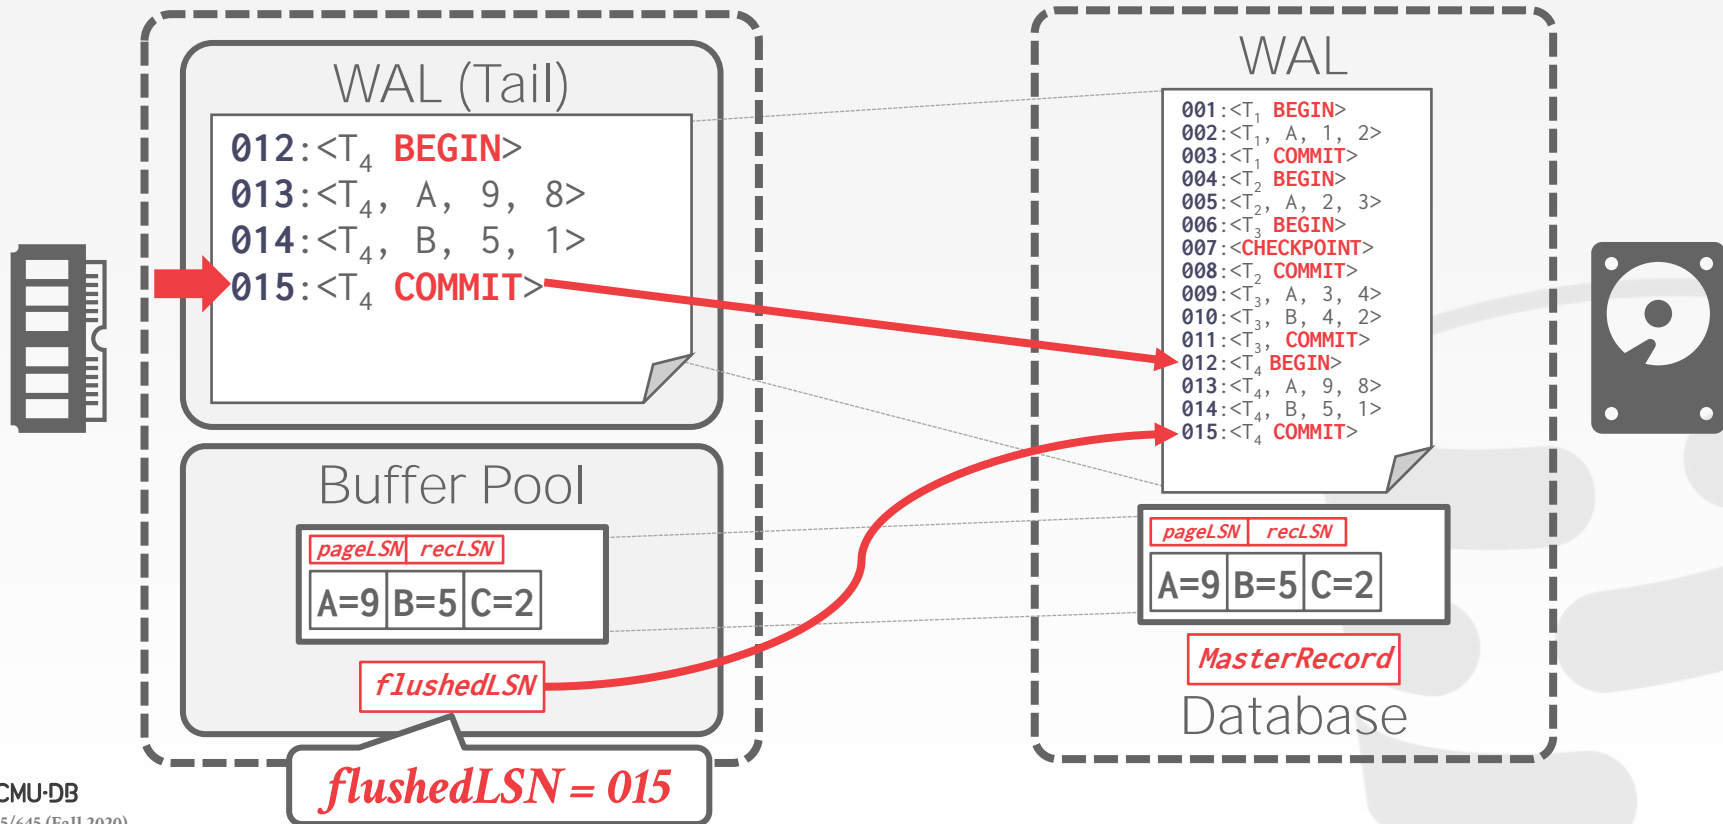 WAL (Tail)
012:<T4 BEGIN>
013:<T4, A, 9, 8>
014:<T4, B, 5, 1>
015:<T4 COMMIT>
Buffer Pool
pageLSN recLSN
A=9 B=5 C=2
flushedLSN
flushedLSN = 015
WAL
001:<T1 BEGIN>
002:<T1, A, 1, 2>
003:<T1 COMMIT>
004:<T2 BEGIN>
005:<T2, A, 2, 3>
006:<T3 BEGIN>
007:<CHECKPOINT>
008:<T2 COMMIT>
009:<T3, A, 3, 4>
010:<T3, B, 4, 2>
011:<T3, COMMIT>
012:<T4 BEGIN>
013:<T4, A, 9, 8>
014:<T4, B, 5, 1>
015:<T4 COMMIT>
pageLSN recLSN
A=9 B=5 C=2
MasterRecord
Database
CMU·DB
5/645 (Fall 2020)